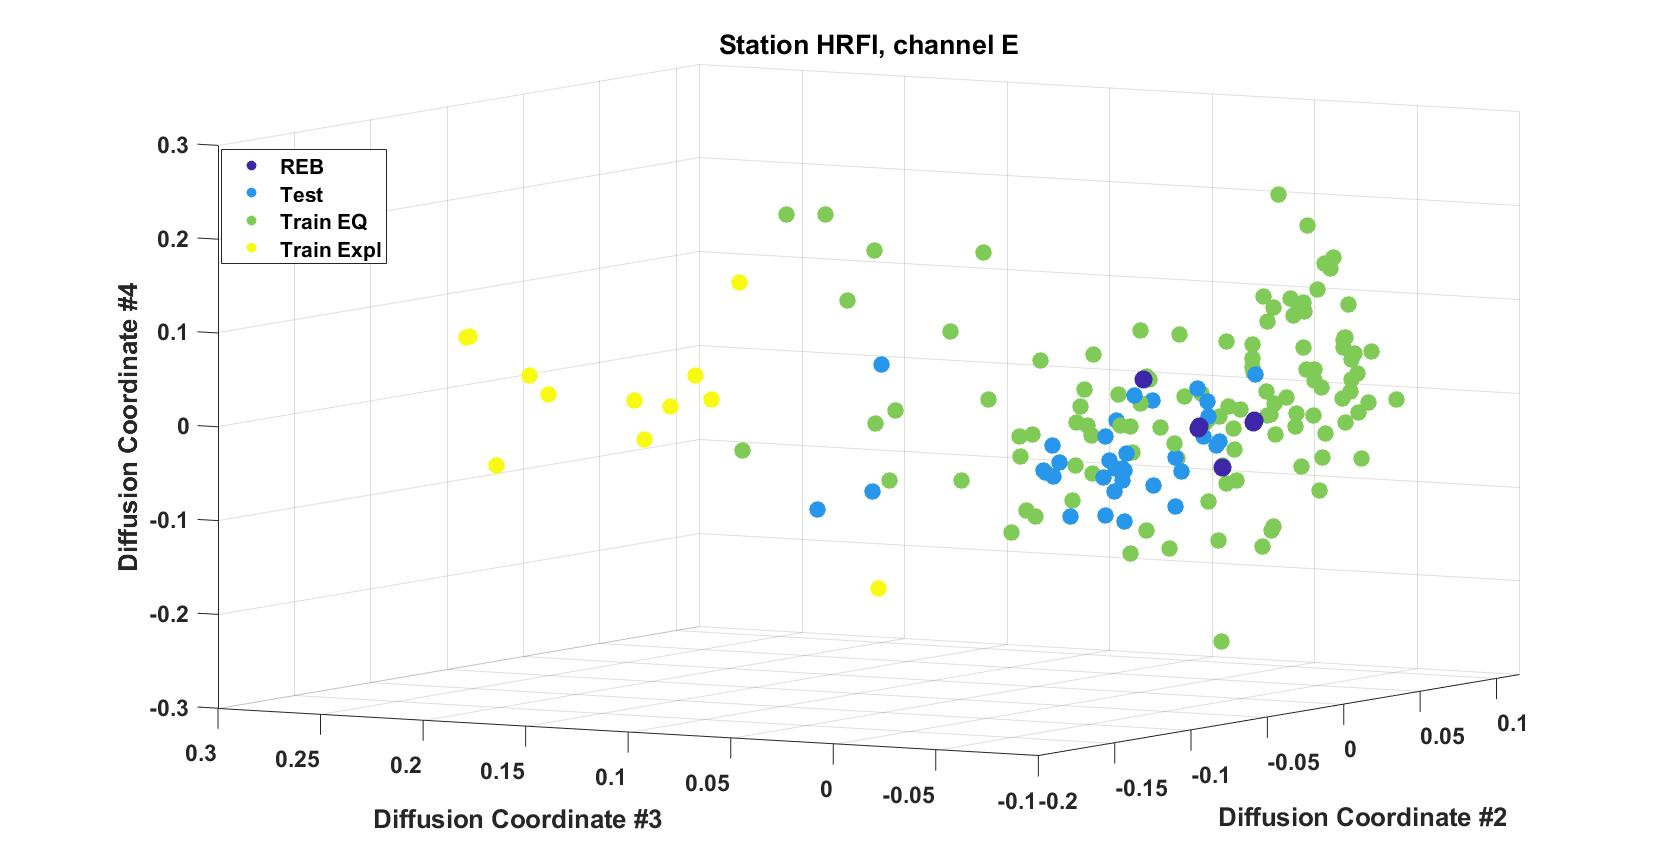 Station HRFI, channel E
REB
Test
Train EQ
Train Expl
0.3
0.2
0.1
0
-0.1
-0.2
-0.3
Diffusion Coordinate #4
0.3
0.25
0.2
0.15
0.1
0.05
0
-0.05
-0.1
Diffusion Coordinate #3
-0.2
-0.15
-0.1
-0.05
0
0.05
0.1
Diffusion Coordinate #2